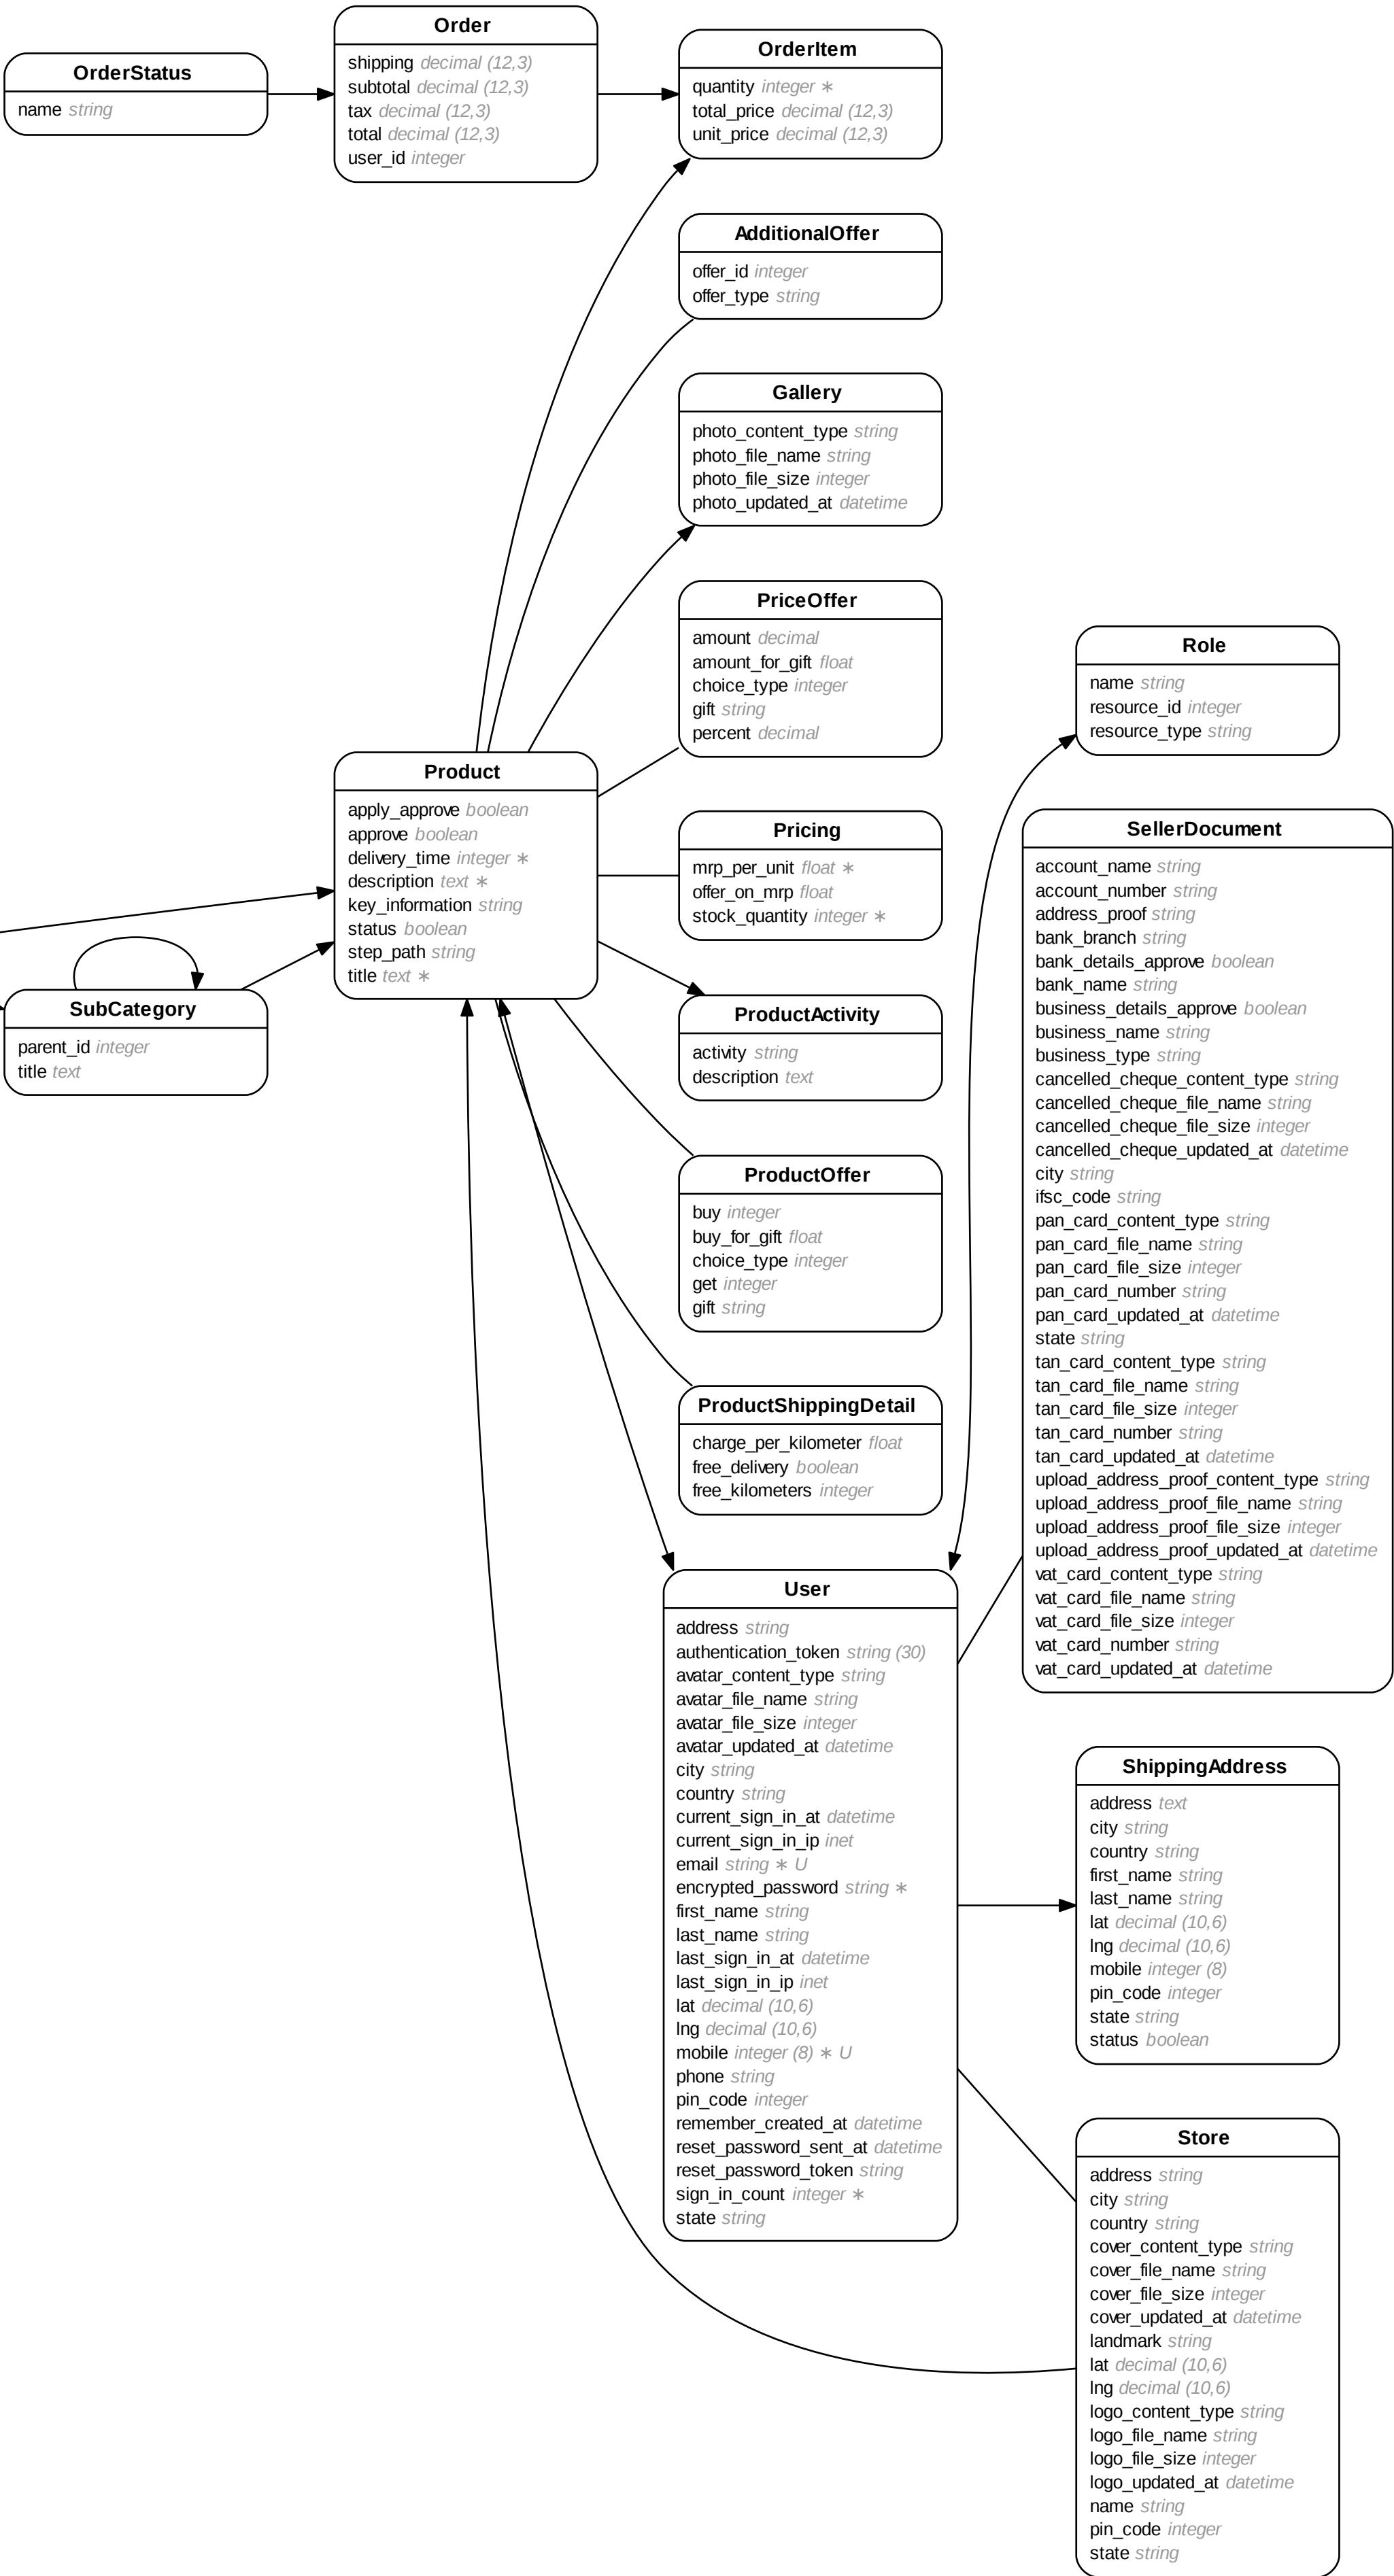 Order
shipping decimal (12,3)
subtotal decimal (12,3)
tax decimal (12,3)
total decimal (12,3)
user_id integer
OrderStatus
name string
OrderItem
quantity integer ∗
total_price decimal (12,3)
unit_price decimal (12,3)
AdditionalOffer
offer_id integer
offer_type string
Gallery
photo_content_type string
photo_file_name string
photo_file_size integer
photo_updated_at datetime
PriceOffer
amount decimal
amount_for_gift float
choice_type integer
gift string
percent decimal
Role
name string
resource_id integer
resource_type string
Product
apply_approve boolean
approve boolean
delivery_time integer ∗
description text ∗
key_information string
status boolean
step_path string
title text ∗
Pricing
mrp_per_unit float ∗
offer_on_mrp float
stock_quantity integer ∗
SubCategory
parent_id integer
title text
ProductActivity
activity string
description text
ProductOffer
buy integer
buy_for_gift float
choice_type integer
get integer
gift string
ProductShippingDetail
charge_per_kilometer float
free_delivery boolean
free_kilometers integer
SellerDocument
account_name string
account_number string
address_proof string
bank_branch string
bank_details_approve boolean
bank_name string
business_details_approve boolean
business_name string
business_type string
cancelled_cheque_content_type string
cancelled_cheque_file_name string
cancelled_cheque_file_size integer
cancelled_cheque_updated_at datetime
city string
ifsc_code string
pan_card_content_type string
pan_card_file_name string
pan_card_file_size integer
pan_card_number string
pan_card_updated_at datetime
state string
tan_card_content_type string
tan_card_file_name string
tan_card_file_size integer
tan_card_number string
tan_card_updated_at datetime
upload_address_proof_content_type string
upload_address_proof_file_name string
upload_address_proof_file_size integer
upload_address_proof_updated_at datetime
vat_card_content_type string
vat_card_file_name string
vat_card_file_size integer
vat_card_number string
vat_card_updated_at datetime
User
address string
authentication_token string (30)
avatar_content_type string
avatar_file_name string
avatar_file_size integer
avatar_updated_at datetime
city string
country string
current_sign_in_at datetime
current_sign_in_ip inet
email string ∗ U
encrypted_password string ∗
first_name string
last_name string
last_sign_in_at datetime
last_sign_in_ip inet
lat decimal (10,6)
lng decimal (10,6)
mobile integer (8) ∗ U
phone string
pin_code integer
remember_created_at datetime
reset_password_sent_at datetime
reset_password_token string
sign_in_count integer ∗
state string
ShippingAddress
address text
city string
country string
first_name string
last_name string
lat decimal (10,6)
lng decimal (10,6)
mobile integer (8)
pin_code integer
state string
status boolean
Store
address string
city string
country string
cover_content_type string
cover_file_name string
cover_file_size integer
cover_updated_at datetime
landmark string
lat decimal (10,6)
lng decimal (10,6)
logo_content_type string
logo_file_name string
logo_file_size integer
logo_updated_at datetime
name string
pin_code integer
state string